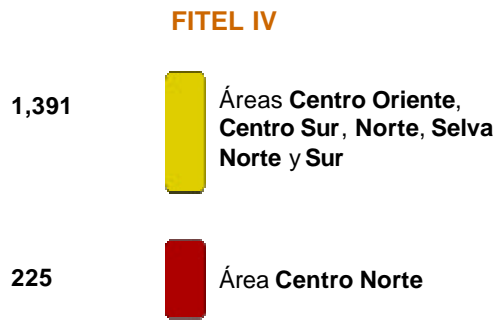 FITEL IV
1,391
Áreas Centro Oriente,
Centro Sur, Norte, Selva
Norte y Sur
225
Área Centro Norte